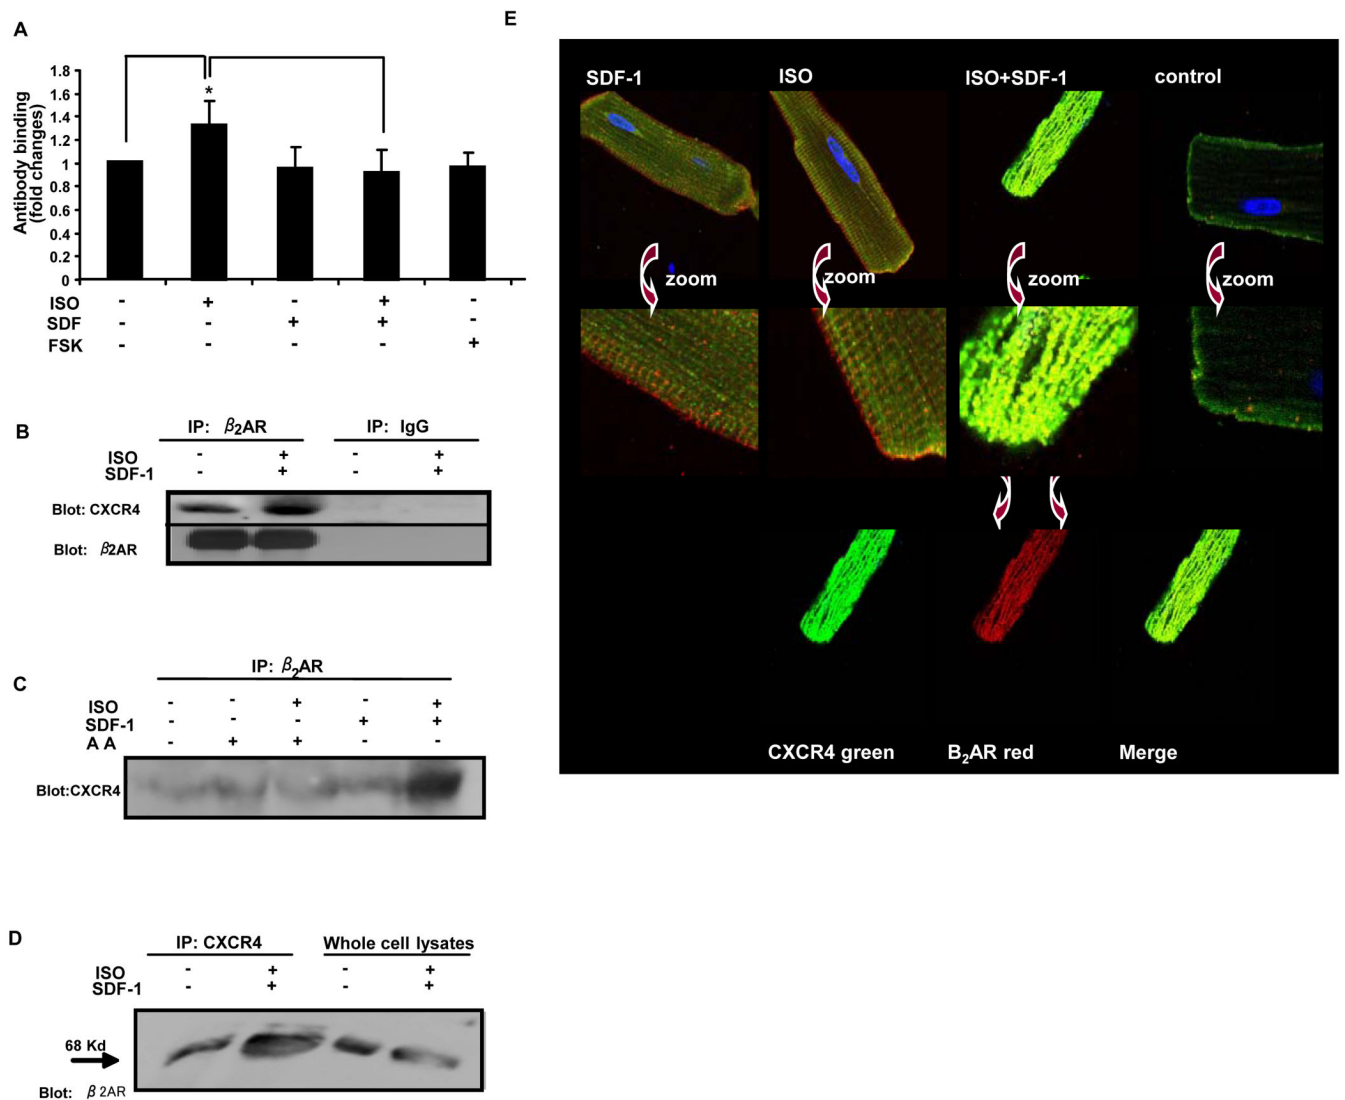 A
Antibody binding
(fold changes)
1.8
1.6
1.4
1.2
1
0.8
0.6
0.4
0.2
0
*
ISO - + - + -
SDF - - + + -
FSK - - - - +
B
IP: β2AR IP: IgG
ISO - + - +
SDF-1 - + - +
Blot: CXCR4
Blot: β2AR
C
IP: β2AR
ISO - - + - +
SDF-1 - - - + +
A A - + + - -
Blot:CXCR4
D
IP: CXCR4 Whole cell lysates
ISO - + - +
SDF-1 - + - +
68 Kd
Blot: β 2AR
E
SDF-1 ISO ISO+SDF-1 control
zoom zoom zoom zoom
CXCR4 green B2AR red Merge